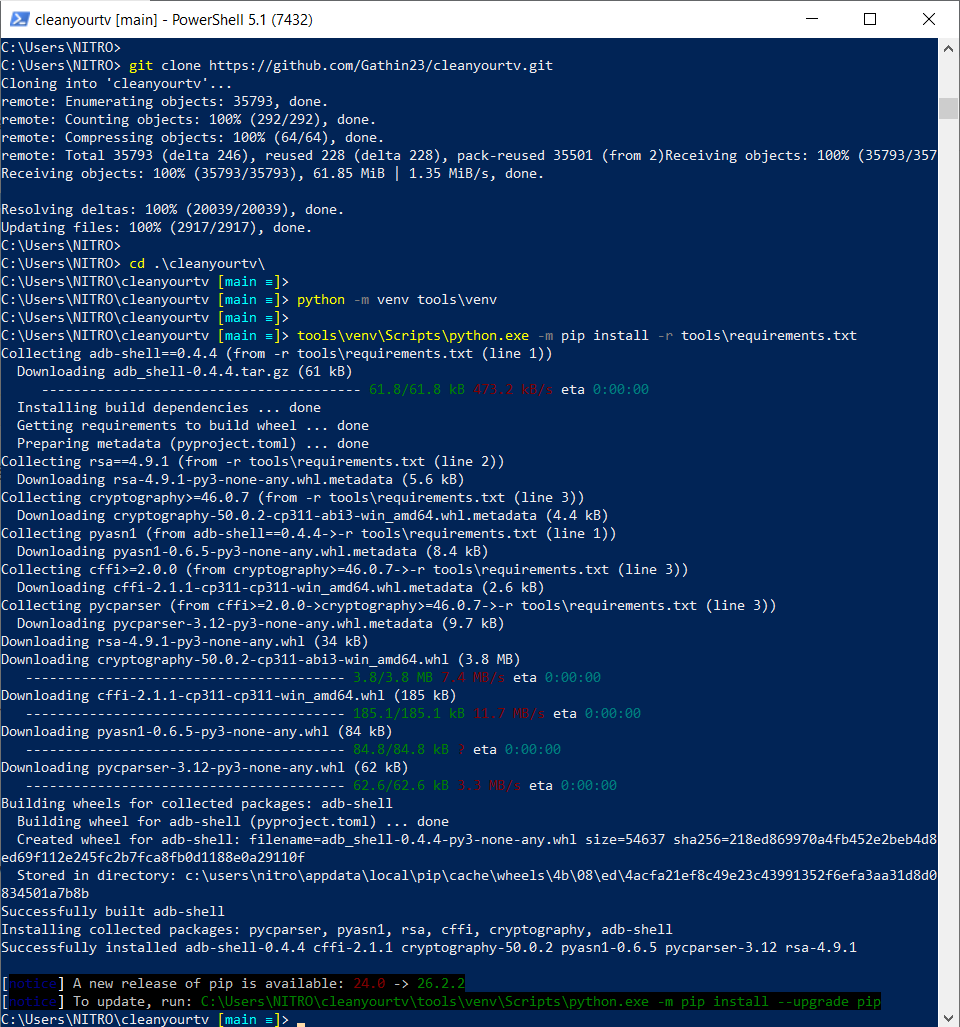 cleanyourtv [main] - PowerShell 5.1 (7432)
C:\Users\NITRO>
C:\Users\NITRO> git clone https://github.com/Gathin23/cleanyourtv.git
Cloning into 'cleanyourtv'...
remote: Enumerating objects: 35793, done.
remote: Counting objects: 100% (292/292), done.
remote: Compressing objects: 100% (64/64), done.
remote: Total 35793 (delta 246), reused 228 (delta 228), pack-reused 35501 (from 2)Receiving objects: 100% (35793/357
Receiving objects: 100% (35793/35793), 61.85 MiB | 1.35 MiB/s, done.

Resolving deltas: 100% (20039/20039), done.
Updating files: 100% (2917/2917), done.
C:\Users\NITRO>
C:\Users\NITRO> cd .\cleanyourtv\
C:\Users\NITRO\cleanyourtv [main ≡]>
C:\Users\NITRO\cleanyourtv [main ≡]> python -m venv tools\venv
C:\Users\NITRO\cleanyourtv [main ≡]>
C:\Users\NITRO\cleanyourtv [main ≡]> tools\venv\Scripts\python.exe -m pip install -r tools\requirements.txt
Collecting adb-shell==0.4.4 (from -r tools\requirements.txt (line 1))
  Downloading adb_shell-0.4.4.tar.gz (61 kB)
     ---------------------------------------- 61.8/61.8 kB 473.2 kB/s eta 0:00:00
  Installing build dependencies ... done
  Getting requirements to build wheel ... done
  Preparing metadata (pyproject.toml) ... done
Collecting rsa==4.9.1 (from -r tools\requirements.txt (line 2))
  Downloading rsa-4.9.1-py3-none-any.whl.metadata (5.6 kB)
Collecting cryptography>=46.0.7 (from -r tools\requirements.txt (line 3))
  Downloading cryptography-50.0.2-cp311-abi3-win_amd64.whl.metadata (4.4 kB)
Collecting pyasn1 (from adb-shell==0.4.4->-r tools\requirements.txt (line 1))
  Downloading pyasn1-0.6.5-py3-none-any.whl.metadata (8.4 kB)
Collecting cffi>=2.0.0 (from cryptography>=46.0.7->-r tools\requirements.txt (line 3))
  Downloading cffi-2.1.1-cp311-cp311-win_amd64.whl.metadata (2.6 kB)
Collecting pycparser (from cffi>=2.0.0->cryptography>=46.0.7->-r tools\requirements.txt (line 3))
  Downloading pycparser-3.12-py3-none-any.whl.metadata (9.7 kB)
Downloading rsa-4.9.1-py3-none-any.whl (34 kB)
Downloading cryptography-50.0.2-cp311-abi3-win_amd64.whl (3.8 MB)
   ---------------------------------------- 3.8/3.8 MB 7.4 MB/s eta 0:00:00
Downloading cffi-2.1.1-cp311-cp311-win_amd64.whl (185 kB)
   ---------------------------------------- 185.1/185.1 kB 11.7 MB/s eta 0:00:00
Downloading pyasn1-0.6.5-py3-none-any.whl (84 kB)
   ---------------------------------------- 84.8/84.8 kB ? eta 0:00:00
Downloading pycparser-3.12-py3-none-any.whl (62 kB)
   ---------------------------------------- 62.6/62.6 kB 3.3 MB/s eta 0:00:00
Building wheels for collected packages: adb-shell
  Building wheel for adb-shell (pyproject.toml) ... done
  Created wheel for adb-shell: filename=adb_shell-0.4.4-py3-none-any.whl size=54637 sha256=218ed869970a4fb452e2beb4d8
ed69f112e245fc2b7fca8fb0d1188e0a29110f
  Stored in directory: c:\users\nitro\appdata\local\pip\cache\wheels\4b\08\ed\4acfa21ef8c49e23c43991352f6efa3aa31d8d0
834501a7b8b
Successfully built adb-shell
Installing collected packages: pycparser, pyasn1, rsa, cffi, cryptography, adb-shell
Successfully installed adb-shell-0.4.4 cffi-2.1.1 cryptography-50.0.2 pyasn1-0.6.5 pycparser-3.12 rsa-4.9.1

[notice] A new release of pip is available: 24.0 -> 26.2.2
[notice] To update, run: C:\Users\NITRO\cleanyourtv\tools\venv\Scripts\python.exe -m pip install --upgrade pip
C:\Users\NITRO\cleanyourtv [main ≡]>